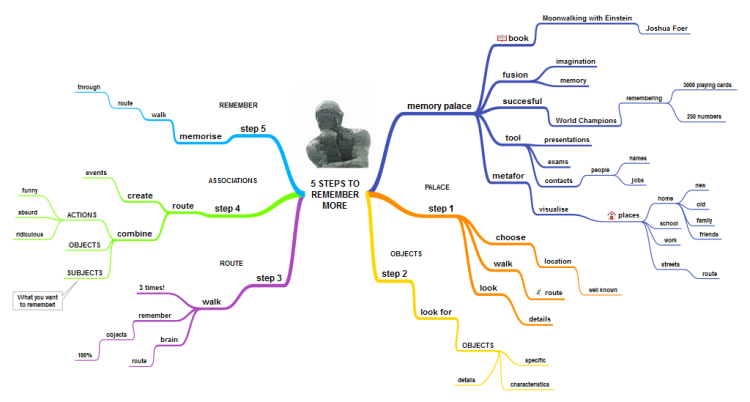 5 STEPS TO
REMEMBER
MORE
memory palace
book
Moonwalking with Einstein
Joshua Foer
fusion
imagination
memory
succesful
World Champions
remembering
3000 playing cards
250 numbers
tool
presentations
exams
contacts
people
names
jobs
metafor
visualise
places
home
new
old
family
friends
school
work
streets
route
PALACE
step 1
choose
location
well known
walk
route
look
details
OBJECTS
step 2
look for
OBJECTS
specific
characteristics
details
ROUTE
step 3
walk
3 times!
remember
objects
100%
brain
route
ASSOCIATIONS
step 4
route
create
events
combine
ACTIONS
funny
absurd
ridiculous
OBJECTS
SUBJECTS
What you want
to remember!
REMEMBER
step 5
memorise
walk
route
through